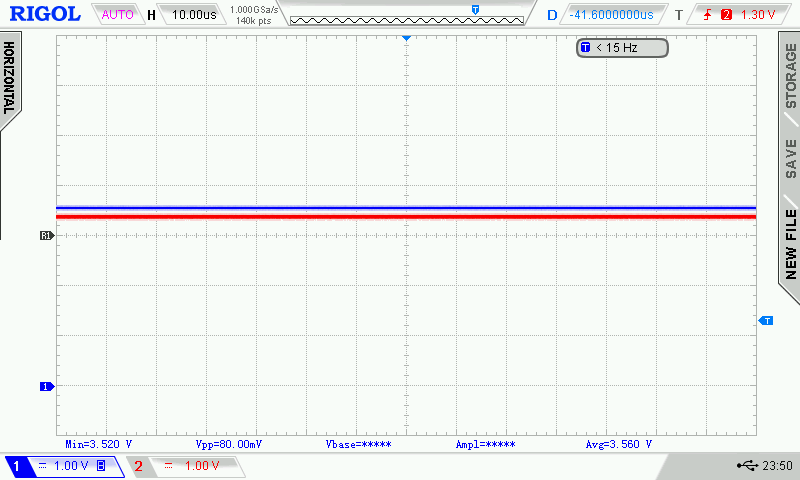 RIGOL AUTO H 10.00us 1.000GSa/s 140k pts D -41.6000000us T 2 1.30 V
T
HORIZONTAL
T < 15 Hz
STORAGE
SAVE
NEW FILE
R1
T
1
Min=3.520 V Vpp=80.00mV Vbase=***** Ampl=***** Avg=3.560 V
1 1.00 V B 2 1.00 V 23:50